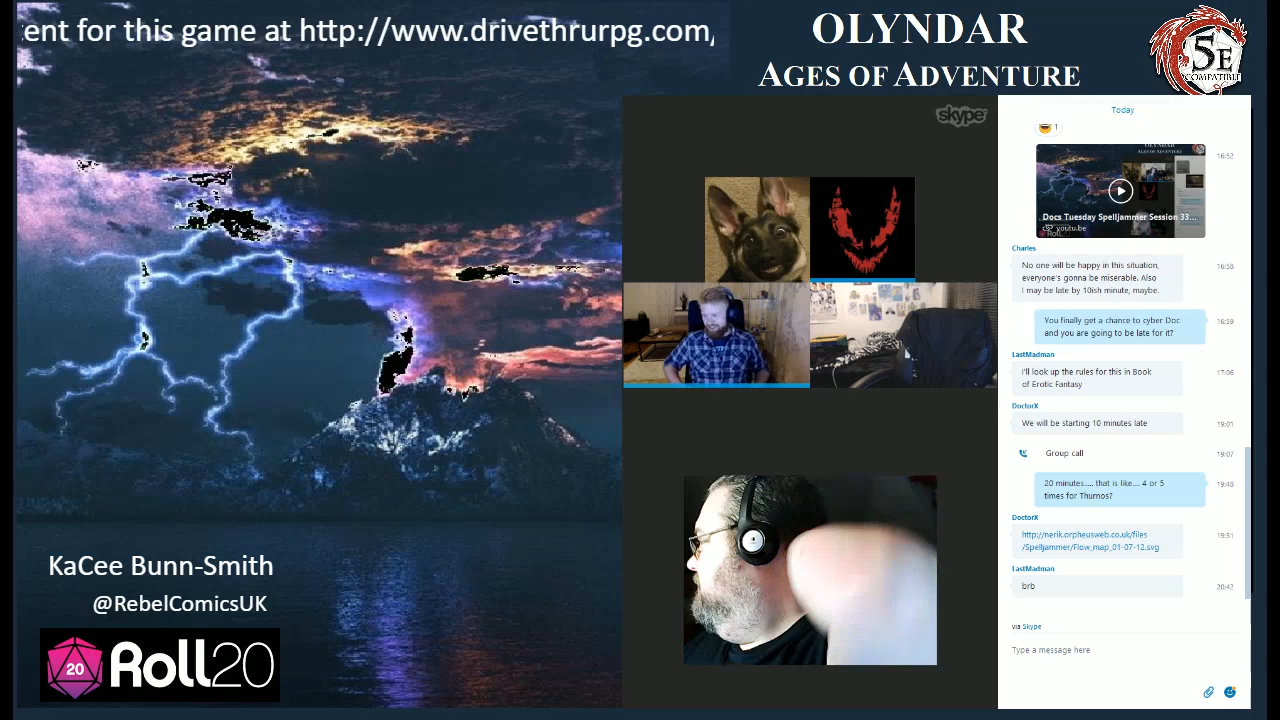 ent for this game at http://www.drivethrurpg.com,
OLYNDAR
AGES OF ADVENTURE
5E
COMPATIBLE
skype
Today
1
16:52
OLYNDAR
AGES OF ADVENTURE
Docs Tuesday Spelljammer Session 33...
youtu.be
Charles
No one will be happy in this situation,
everyone's gonna be miserable. Also
I may be late by 10ish minute, maybe.
16:58
You finally get a chance to cyber Doc
and you are going to be late for it?
16:59
LastMadman
I'll look up the rules for this in Book
of Erotic Fantasy
17:06
DoctorX
We will be starting 10 minutes late
19:01
Group call
19:07
20 minutes..... that is like.... 4 or 5
times for Thurnos?
19:40
DoctorX
http://nerik.orpheusweb.co.uk/files
/Spelljammer/Flow_map_01-07-12.svg
19:51
LastMadman
brb
20:42
via Skype
Type a message here
KaCee Bunn-Smith
@RebelComicsUK
20
Roll20